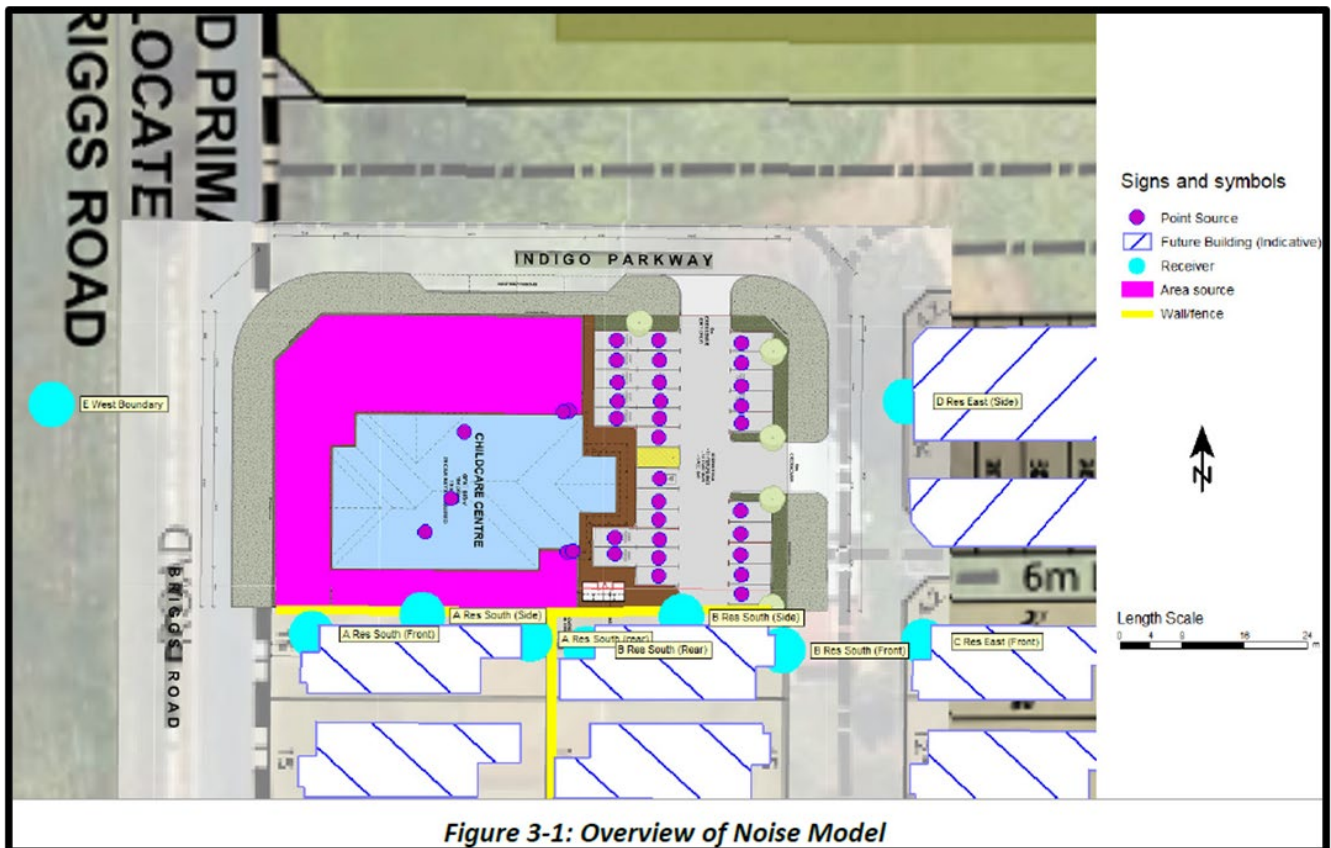 D PRIMA
LOCATE
RIGGS ROAD
INDIGO PARKWAY
CHILDCARE CENTRE
BRIGGS ROAD
E West Boundary
D Res East (Side)
A Res South (Side)
A Res South (Front)
A Res South (rear)
B Res South (Side)
B Res South (Rear)
B Res South (Front)
C Res East (Front)
6m
Signs and symbols
Point Source
Future Building (Indicative)
Receiver
Area source
Wall/fence
N
Length Scale
0 4 8 16 24
m
Figure 3-1: Overview of Noise Model